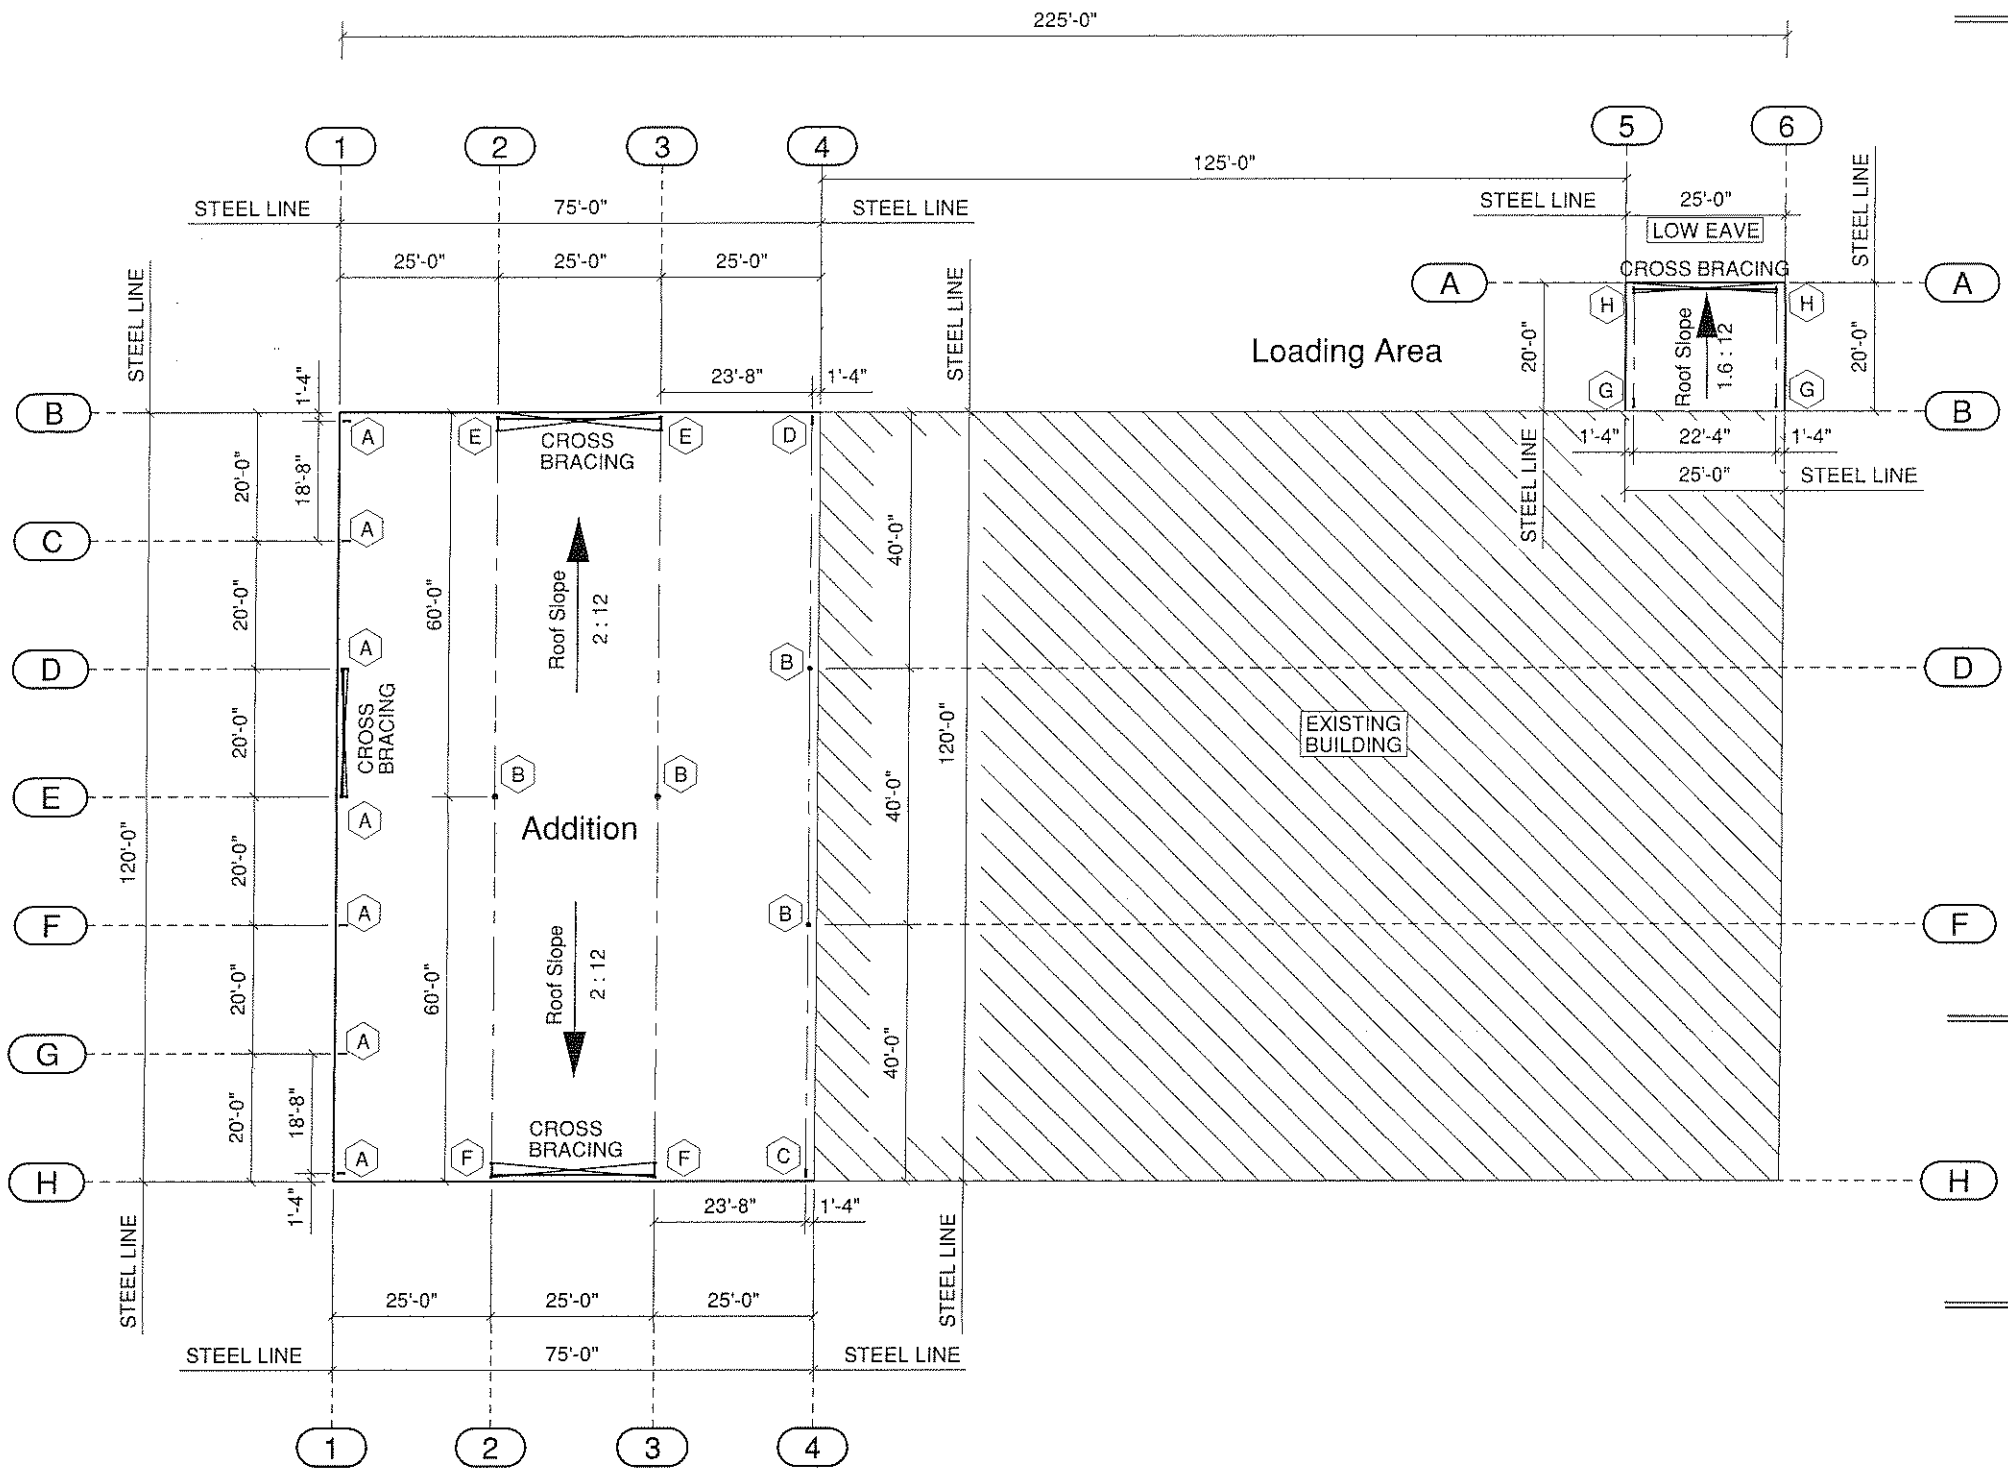 225'-0"
1
2
3
4
5
6
125'-0"
STEEL LINE
75'-0"
STEEL LINE
STEEL LINE
25'-0"
STEEL LINE
LOW EAVE
25'-0"
25'-0"
25'-0"
CROSS BRACING
A
A
STEEL LINE
STEEL LINE
H
H
Loading Area
20'-0"
Roof Slope
1.6 : 12
20'-0"
1'-4"
23'-8"
1'-4"
G
G
B
B
A
E
E
D
CROSS
BRACING
1'-4"
22'-4"
1'-4"
25'-0"
STEEL LINE
STEEL LINE
20'-0"
18'-8"
C
A
40'-0"
20'-0"
60'-0"
Roof Slope
2 : 12
A
B
D
D
CROSS
BRACING
20'-0"
120'-0"
EXISTING
BUILDING
B
B
E
A
Addition
120'-0"
20'-0"
40'-0"
F
A
B
F
20'-0"
60'-0"
Roof Slope
2 : 12
G
A
40'-0"
20'-0"
18'-8"
CROSS
BRACING
H
A
F
F
C
H
1'-4"
23'-8"
1'-4"
STEEL LINE
STEEL LINE
25'-0"
25'-0"
25'-0"
STEEL LINE
75'-0"
STEEL LINE
1
2
3
4